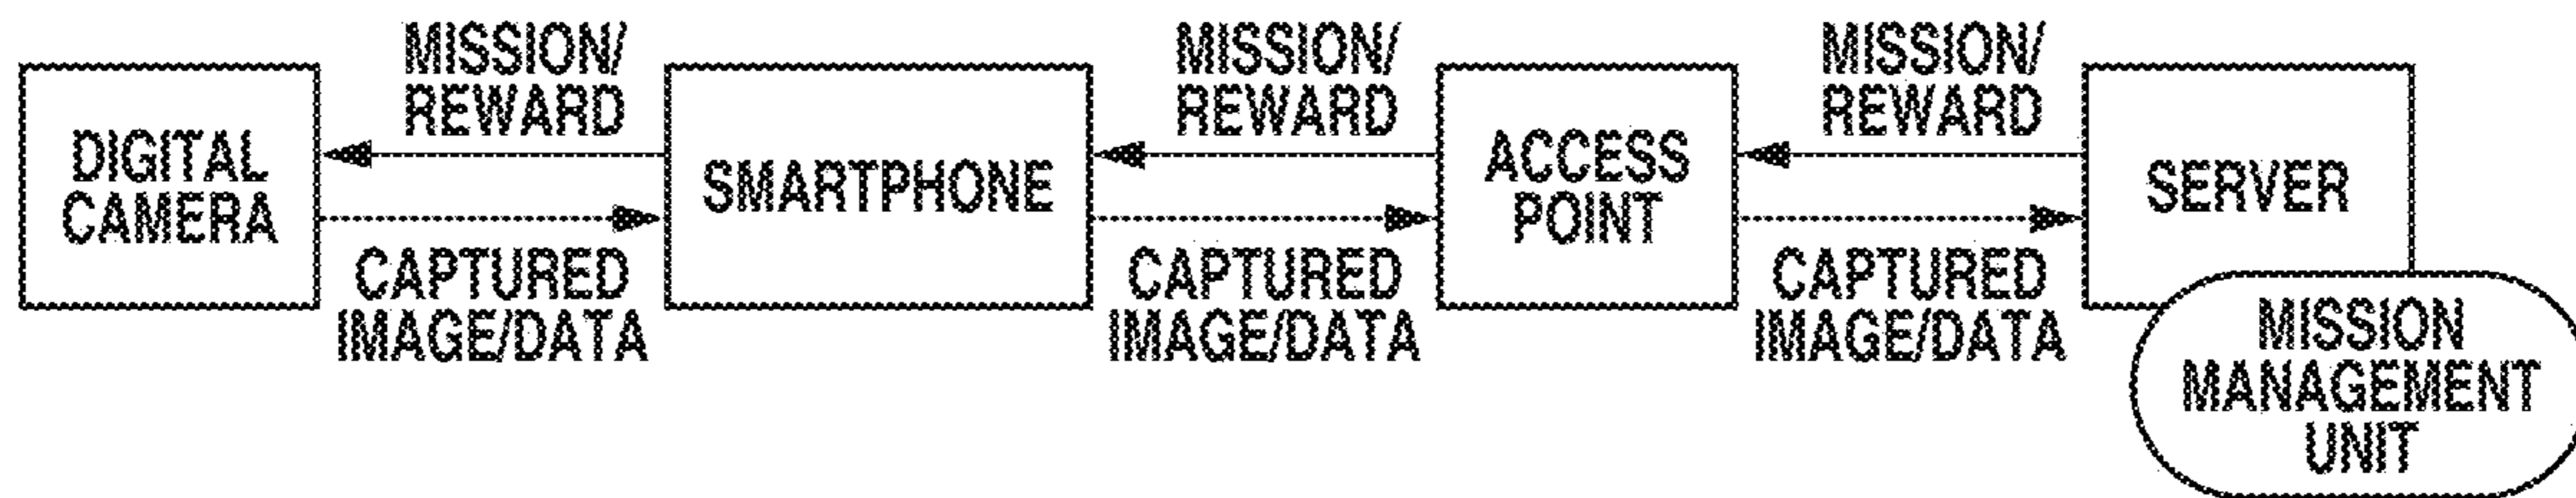 MISSION/
REWARD
MISSION/
REWARD
MISSION/
REWARD
DIGITAL
CAMERA
SMARTPHONE
ACCESS
POINT
SERVER
CAPTURED
IMAGE/DATA
CAPTURED
IMAGE/DATA
CAPTURED
IMAGE/DATA
MISSION
MANAGEMENT
UNIT